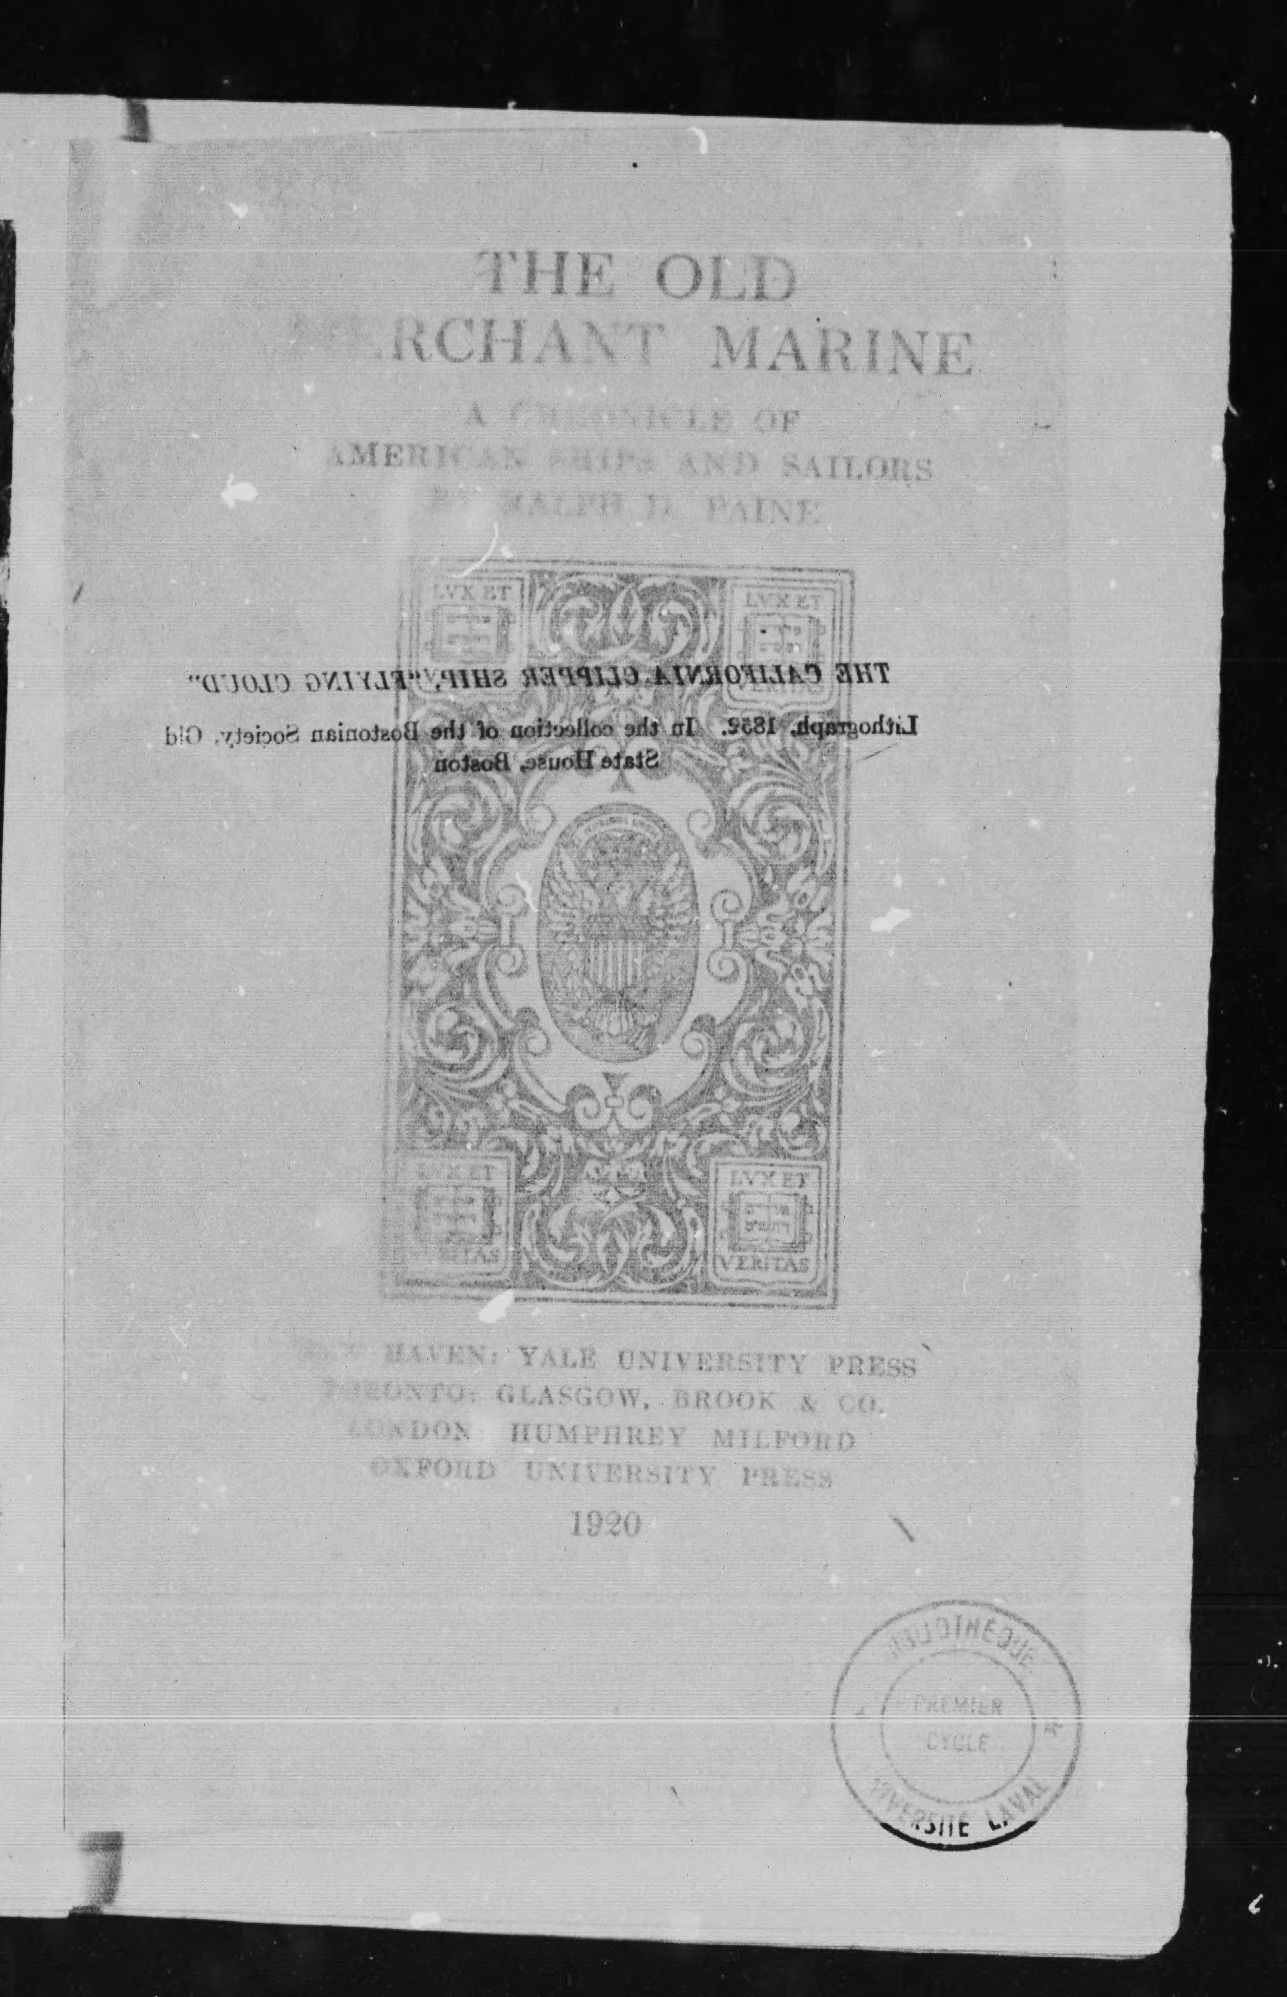 THE OLD
MERCHANT MARINE
A CHRONICLE OF
AMERICAN SHIPS AND SAILORS
BY RALPH D. PAINE
LVX ET
LVX ET
VERITAS
THE CALIFORNIA CLIPPER SHIP, "FLYING CLOUD"
Lithograph, 1852. In the collection of the Bostonian Society, Old
State House, Boston
LVX ET
VERITAS
LVX ET
VERITAS
NEW HAVEN: YALE UNIVERSITY PRESS
TORONTO: GLASGOW, BROOK & CO.
LONDON: HUMPHREY MILFORD
OXFORD UNIVERSITY PRESS
1920
BIBLIOTHÈQUE
PREMIER
CYCLE
UNIVERSITÉ LAVAL